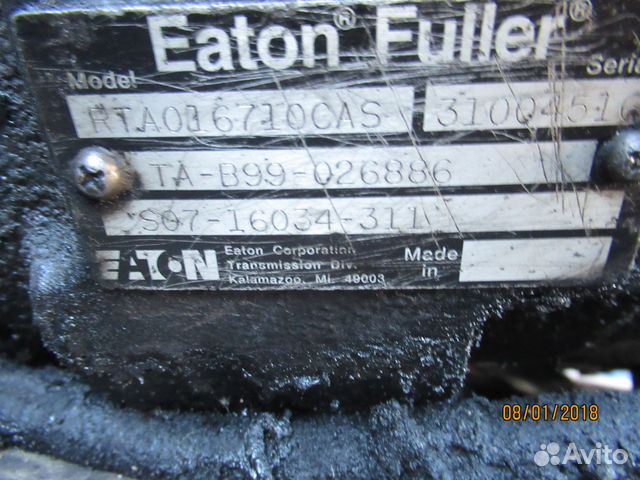 Eaton® Fuller®
Model
RTAO16710CAS 3100451
TA-B99-026886
S07-16034-311
EATON
Eaton Corporation
Transmission Div.
Kalamazoo, MI. 49003
Made
in
08/01/2018
Avito